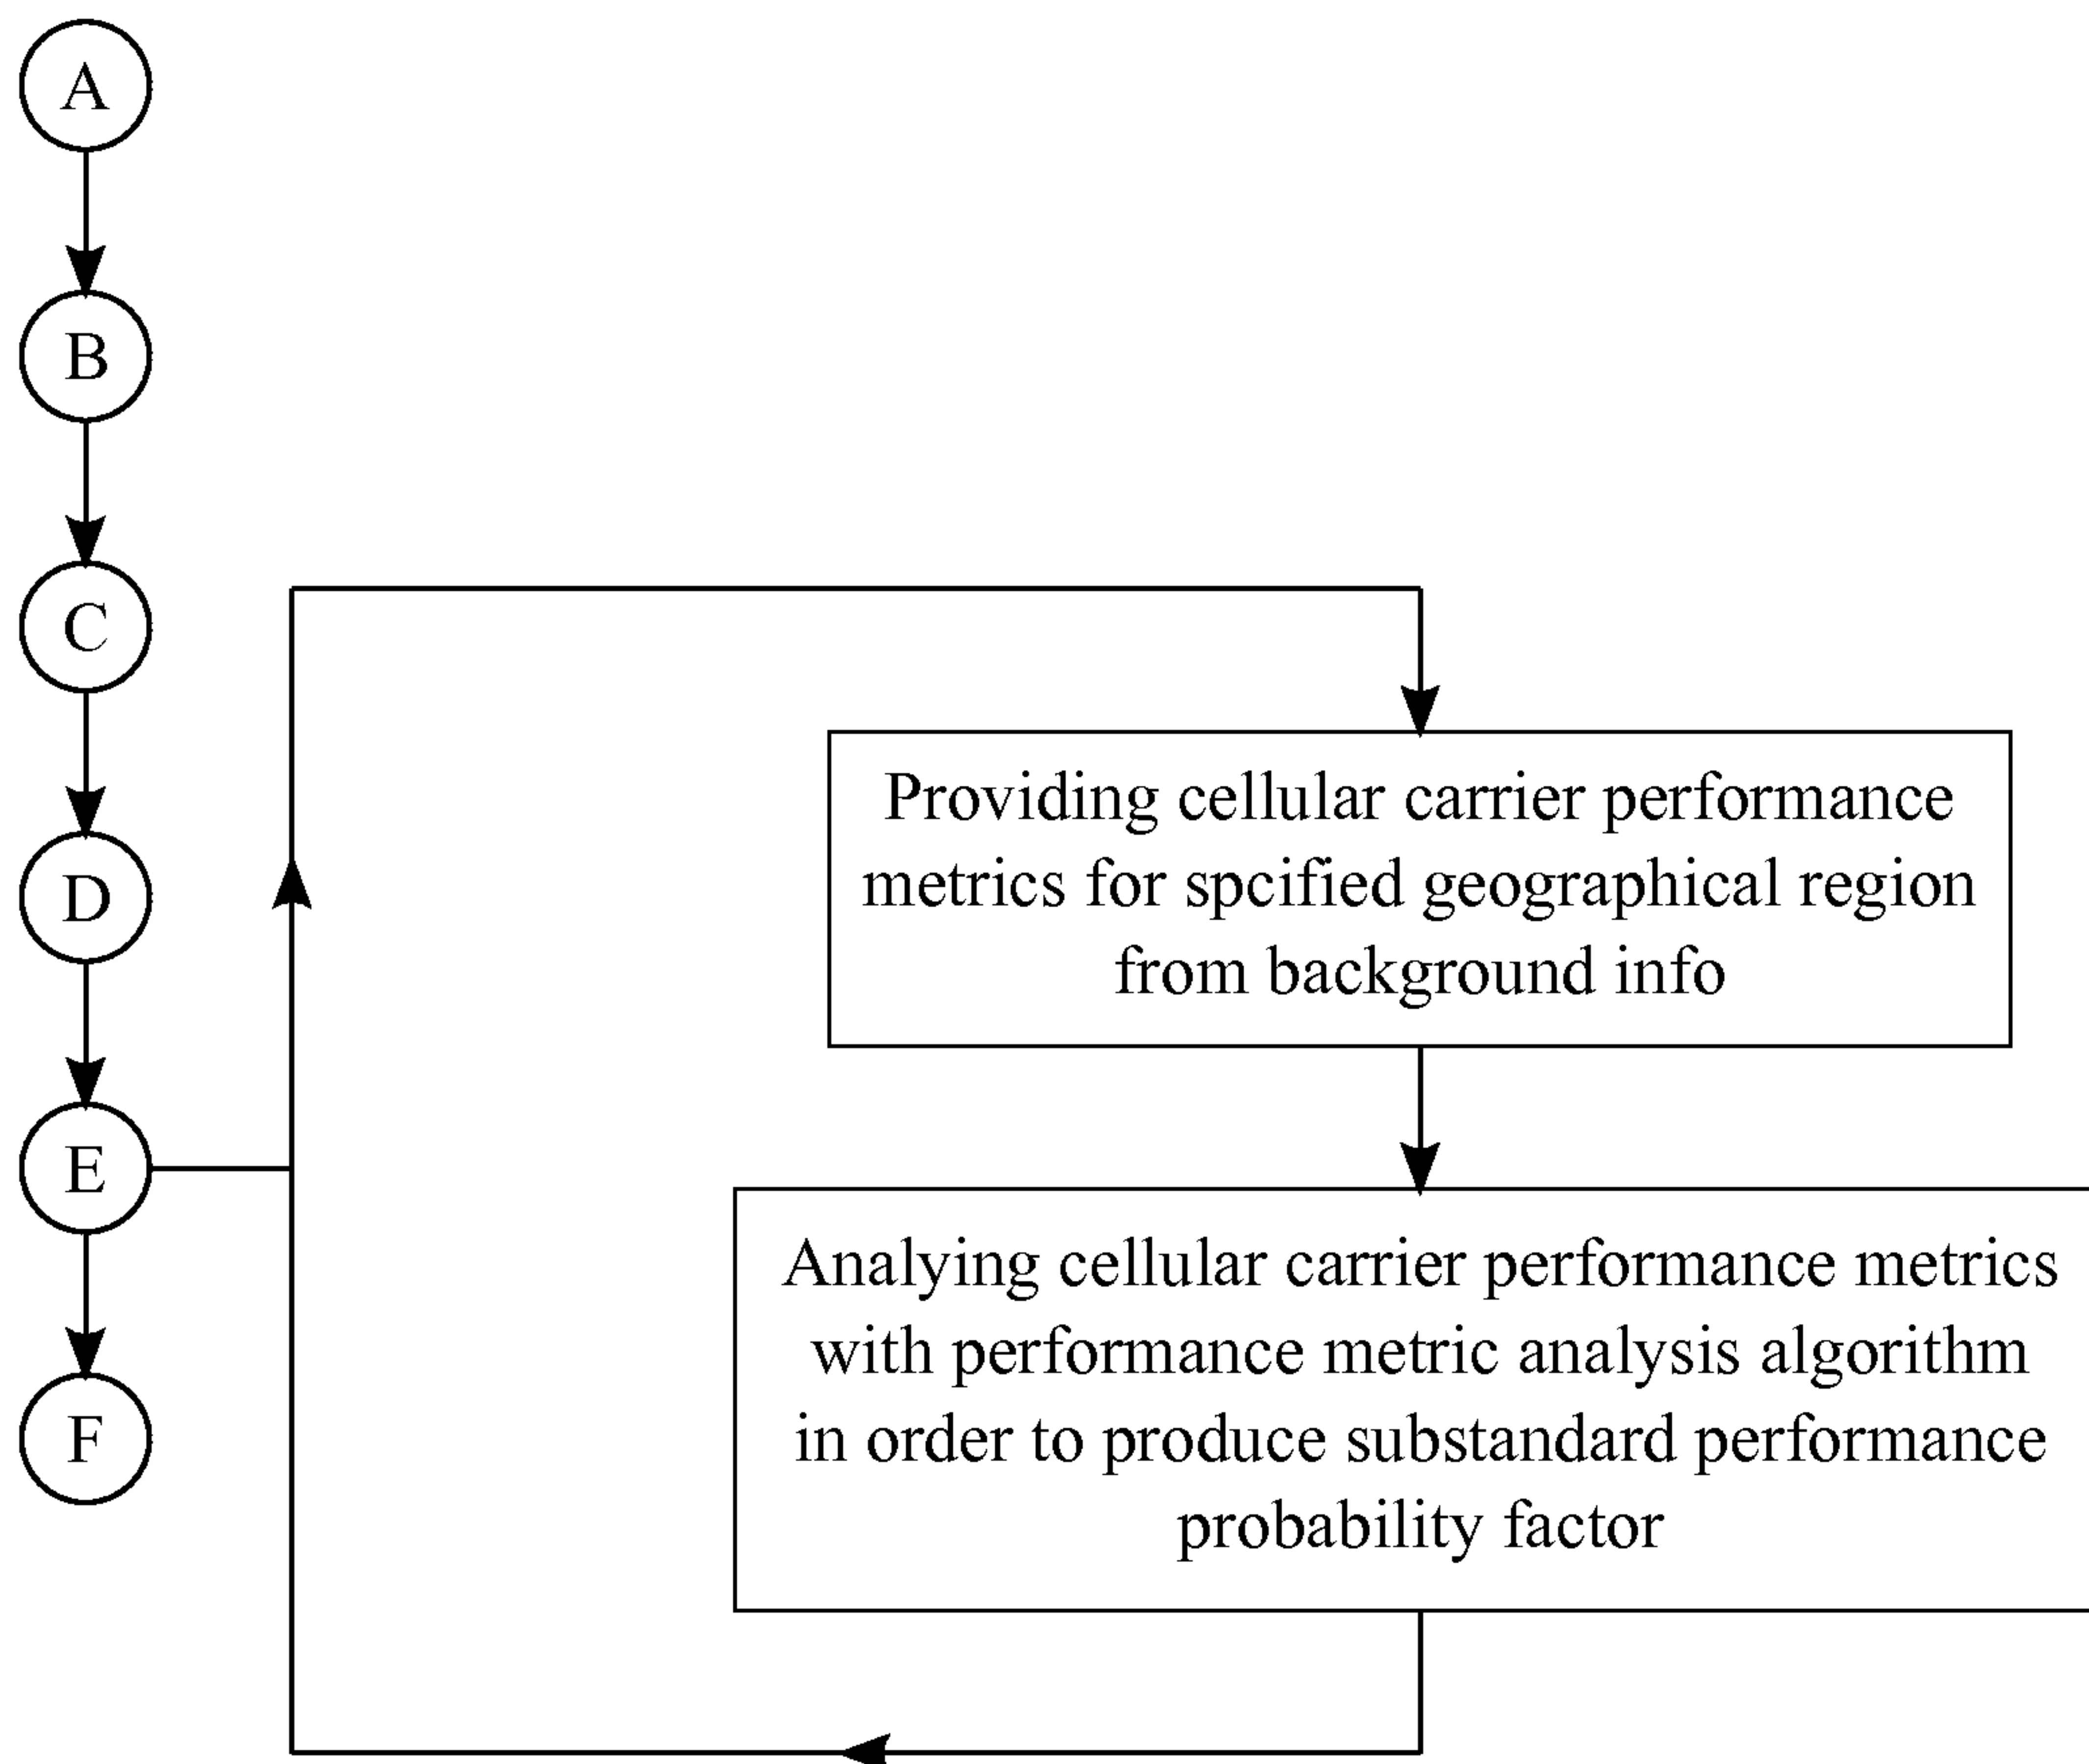 A
B
C
D
E
F
Providing cellular carrier performance
metrics for spcified geographical region
from background info
Analying cellular carrier performance metrics
with performance metric analysis algorithm
in order to produce substandard performance
probability factor